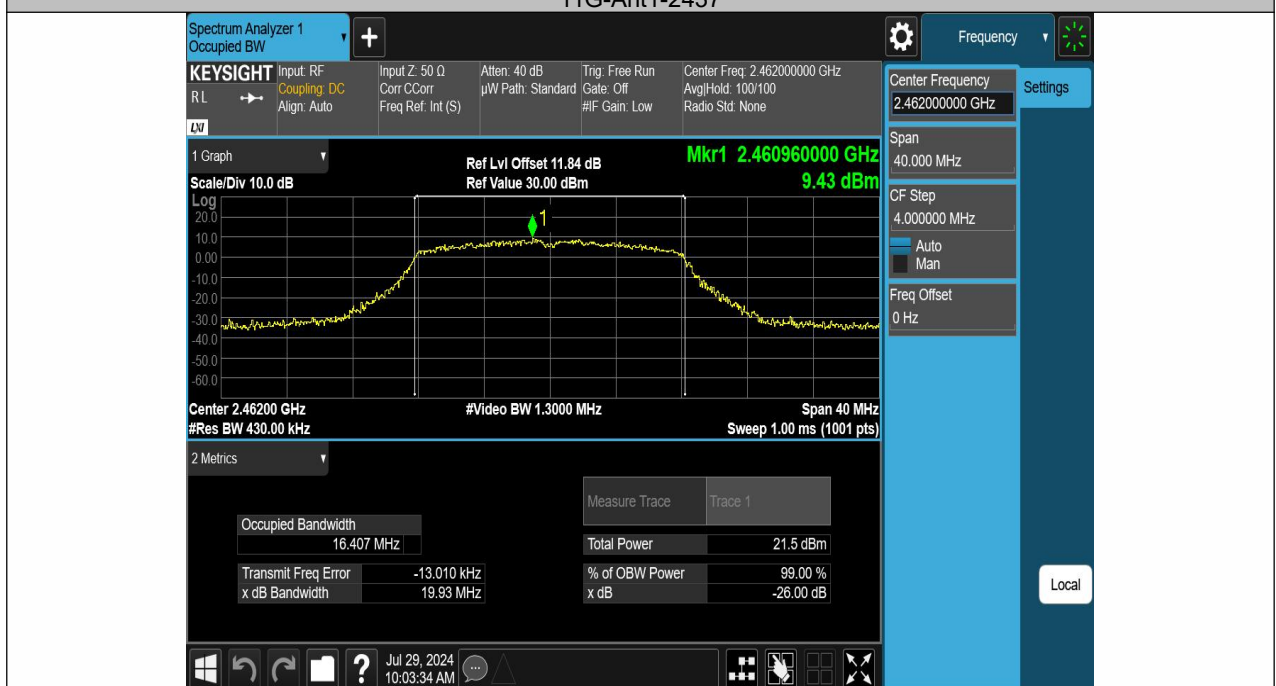 11G-Ant1-2437
Spectrum Analyzer 1
Occupied BW
+
Frequency
KEYSIGHT
RL
LXI
Input: RF
Coupling: DC
Align: Auto
Input Z: 50 Ω
Corr CCorr
Freq Ref: Int (S)
Atten: 40 dB
µW Path: Standard
Trig: Free Run
Gate: Off
#IF Gain: Low
Center Freq: 2.462000000 GHz
Avg|Hold: 100/100
Radio Std: None
Center Frequency
2.462000000 GHz
Settings
Span
40.000 MHz
CF Step
4.000000 MHz
Auto
Man
Freq Offset
0 Hz
Local
1 Graph
Scale/Div 10.0 dB
Ref Lvl Offset 11.84 dB
Ref Value 30.00 dBm
Mkr1 2.460960000 GHz
9.43 dBm
Log
20.0
10.0
0.00
-10.0
-20.0
-30.0
-40.0
-50.0
-60.0
1
Center 2.46200 GHz
#Video BW 1.3000 MHz
Span 40 MHz
#Res BW 430.00 kHz
Sweep 1.00 ms (1001 pts)
2 Metrics
Measure Trace
Trace 1
Occupied Bandwidth
16.407 MHz
Total Power
21.5 dBm
Transmit Freq Error
-13.010 kHz
% of OBW Power
99.00 %
x dB Bandwidth
19.93 MHz
x dB
-26.00 dB
?
Jul 29, 2024
10:03:34 AM